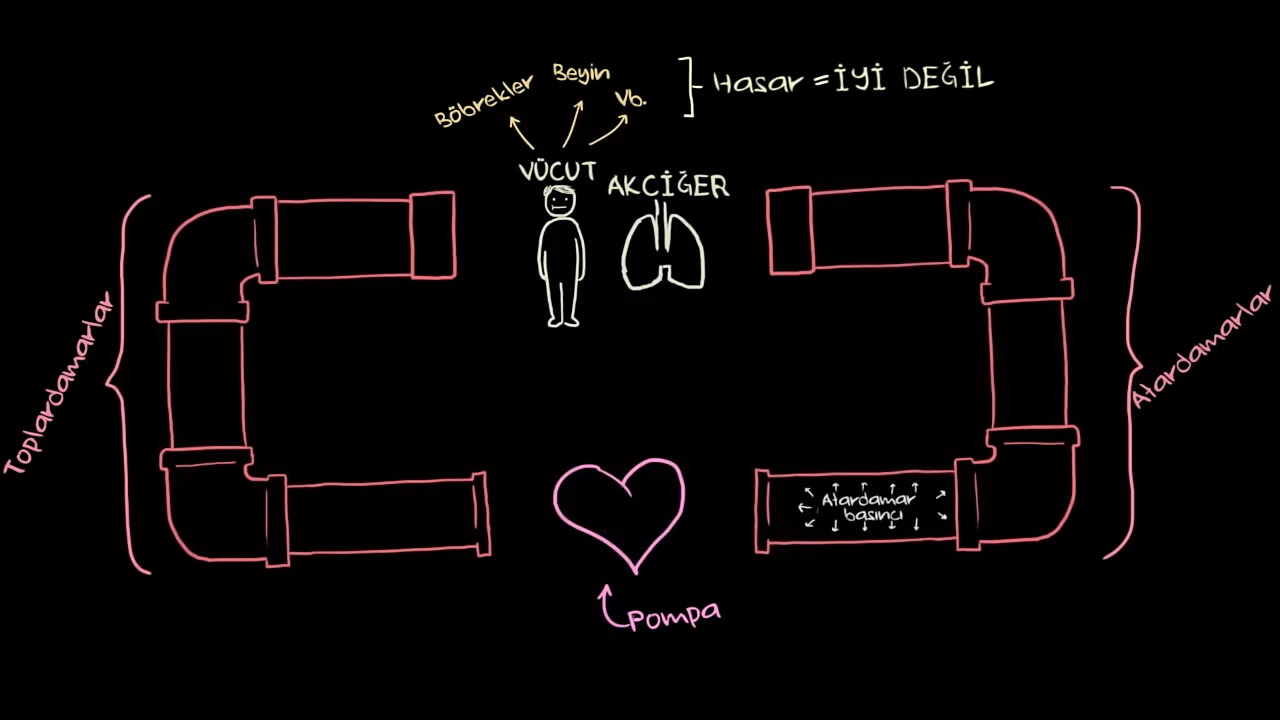 Böbrekler
Beyin
Vb.
Hasar = İYİ DEĞİL
VÜCUT
AKCİĞER
Toplardamarlar
Atardamarlar
Atardamar
basıncı
Pompa